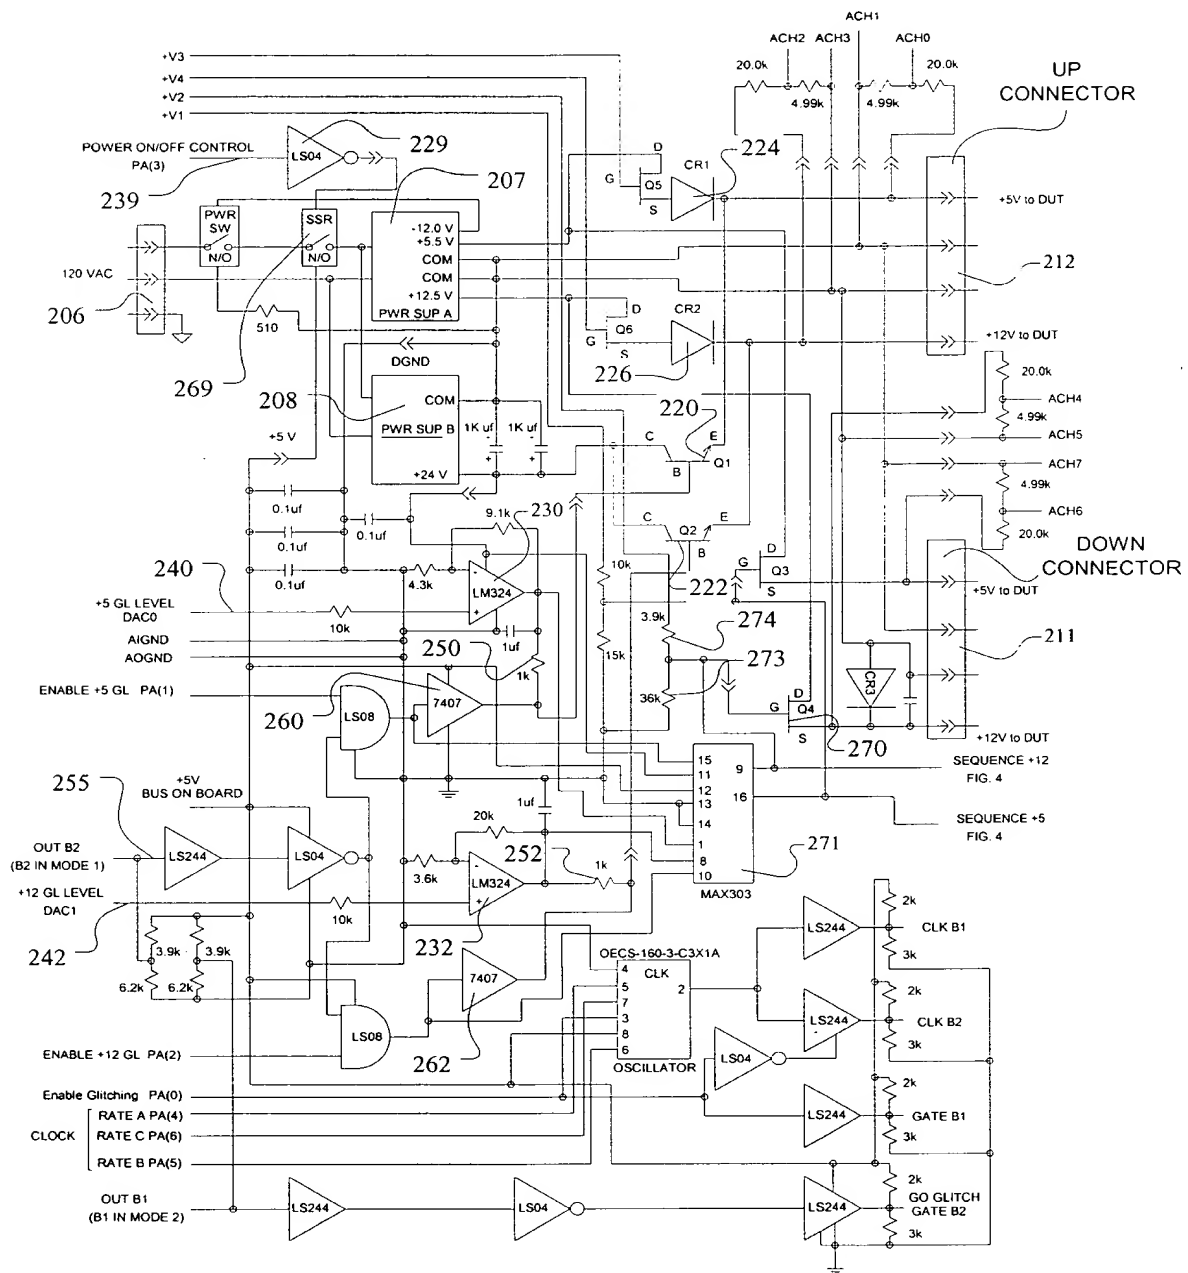 ACH1
ACH2 ACH3 ACH0
+V3
+V4
+V2
+V1
20.0k 20.0k
4.99k 4.99k
UP
CONNECTOR
229
POWER ON/OFF CONTROL
PA(3)
LS04
239
207
D
G Q5
S
CR1
224
PWR
SW
N/O
SSR
N/O
-12.0 V
+5.5V
COM
COM
+12.5 V
PWR SUP A
+5V to DUT
120 VAC
206
212
510
D
G Q6
S
CR2
+12V to DUT
DGND
226
269
208
COM
PWR SUP B
+24 V
1K uf 1K uf
-
+
-
+
220
20.0k
ACH4
4.99k
ACH5
+5 V
C E
B Q1
ACH7
4.99k
ACH6
20.0k
0.1uf
0.1uf
0.1uf
0.1uf
9.1k
230
C E
Q2
B
DOWN
CONNECTOR
240
4.3k
-
LM324
+
10k
222
D
Q3
S
G
+5V to DUT
+5 GL LEVEL
DAC0
10k
3.9k
274
211
AIGND
AOGND
1uf
250
1k
15k
273
36k
CR3
ENABLE +5 GL PA(1)
260
LS08
7407
G
D
Q4
S
270
+12V to DUT
15
11
12
13
14
1
8
10
9
16
MAX303
271
SEQUENCE +12
FIG. 4
SEQUENCE +5
FIG. 4
255
+5V
BUS ON BOARD
1uf
OUT B2
(B2 IN MODE 1)
LS244
LS04
20k
252
1k
3.6k
-
LM324
+
+12 GL LEVEL
DAC1
10k
242
232
3.9k 3.9k
6.2k 6.2k
OECS-160-3-C3X1A
CLK
4
5
7
3
8
6
2
OSCILLATOR
LS244
2k
CLK B1
3k
7407
LS08
262
LS244
2k
CLK B2
3k
LS04
ENABLE +12 GL PA(2)
Enable Glitching PA(0)
CLOCK
RATE A PA(4)
RATE C PA(6)
RATE B PA(5)
LS244
2k
GATE B1
3k
OUT B1
(B1 IN MODE 2)
LS244
LS04
LS244
2k
GO GLITCH
GATE B2
3k